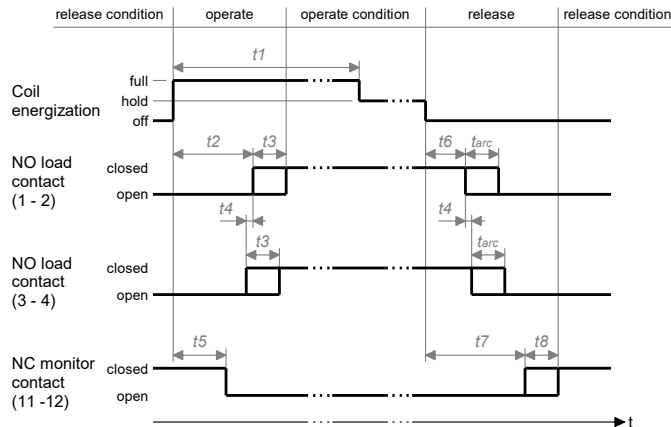 release condition operate operate condition release release condition
t1
full
Coil energization
hold
off
t2 t3 t6 tarc
NO load contact (1 - 2)
closed
open
t4 t4
t3 tarc
NO load contact (3 - 4)
closed
open
t5 t7 t8
NC monitor contact (11 -12)
closed
open
t